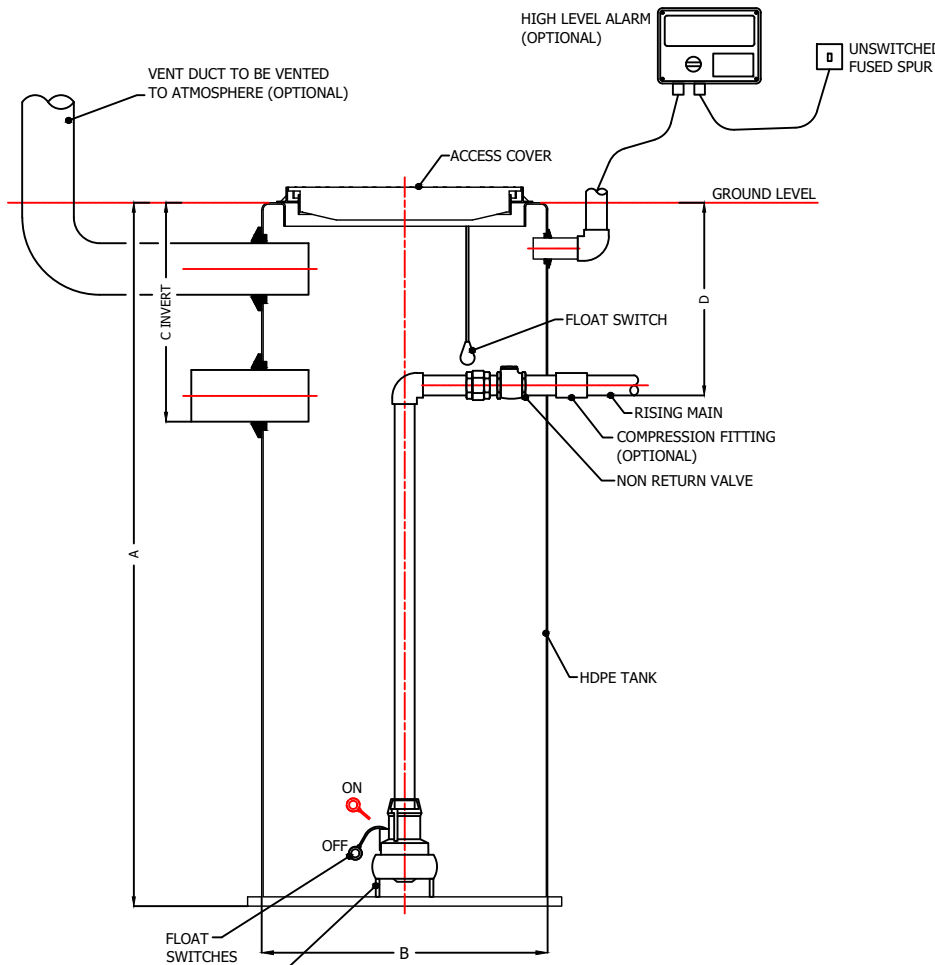 HIGH LEVEL ALARM
(OPTIONAL)
UNSWITCHED
FUSED SPUR
VENT DUCT TO BE VENTED
TO ATMOSPHERE (OPTIONAL)
ACCESS COVER
GROUND LEVEL
C INVERT
D
FLOAT SWITCH
RISING MAIN
COMPRESSION FITTING
(OPTIONAL)
NON RETURN VALVE
A
HDPE TANK
ON
OFF
FLOAT
SWITCHES
B